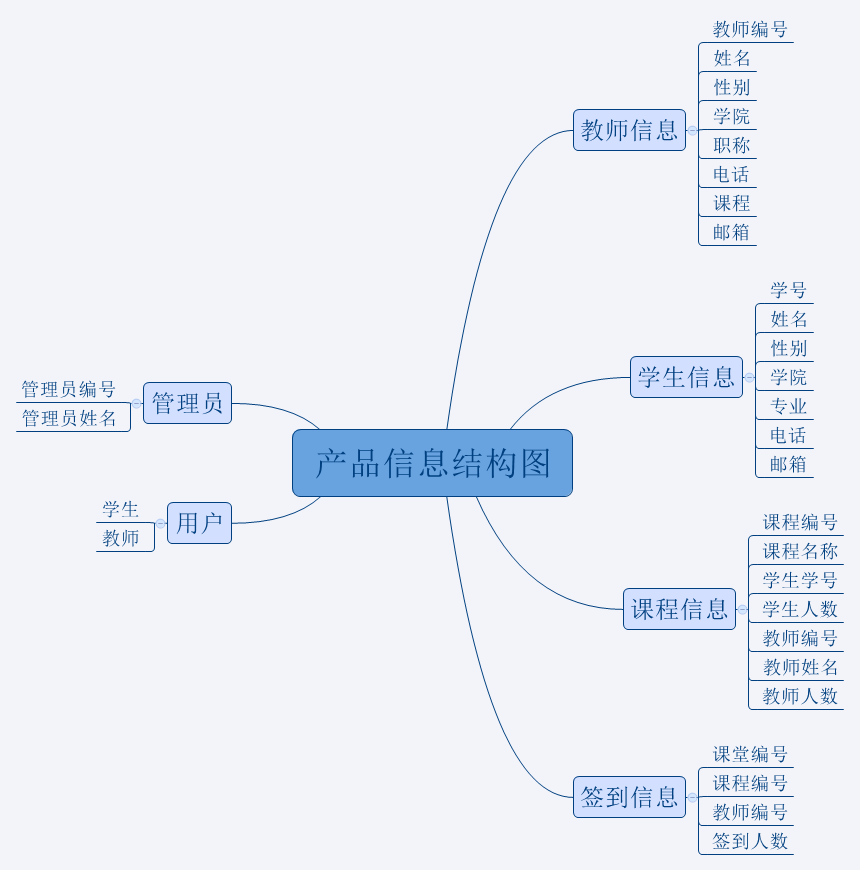 产品信息结构图
教师信息
教师编号
姓名
性别
学院
职称
电话
课程
邮箱
学生信息
学号
姓名
性别
学院
专业
电话
邮箱
课程信息
课程编号
课程名称
学生学号
学生人数
教师编号
教师姓名
教师人数
签到信息
课堂编号
课程编号
教师编号
签到人数
管理员
管理员编号
管理员姓名
用户
学生
教师